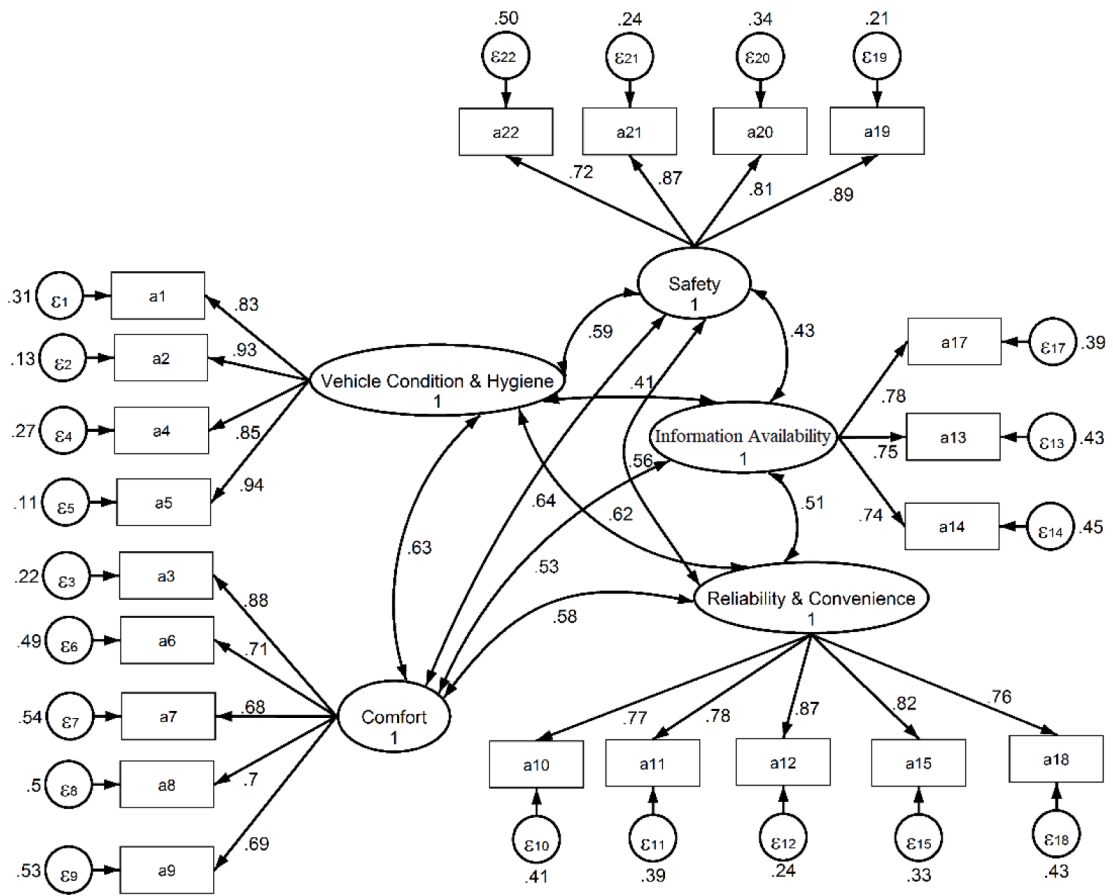 .50
.24
.34
.21
ε22
ε21
ε20
ε19
a22
a21
a20
a19
.72
.87
.81
.89
Safety
1
.31
ε1
a1
.83
.59
.43
.13
ε2
a2
.93
a17
ε17
.39
Vehicle Condition & Hygiene
1
.41
.78
.27
ε4
a4
.85
Information Availability
1
.75
a13
ε13
.43
.56
.11
ε5
a5
.94
.64
.62
.51
.74
a14
ε14
.45
.63
.53
.22
ε3
a3
.88
Reliability & Convenience
1
.58
.49
ε6
a6
.71
.54
ε7
a7
.68
Comfort
1
.77
.78
.87
.82
.76
.5
ε8
a8
.7
a10
a11
a12
a15
a18
.53
ε9
a9
.69
ε10
ε11
ε12
ε15
ε18
.41
.39
.24
.33
.43